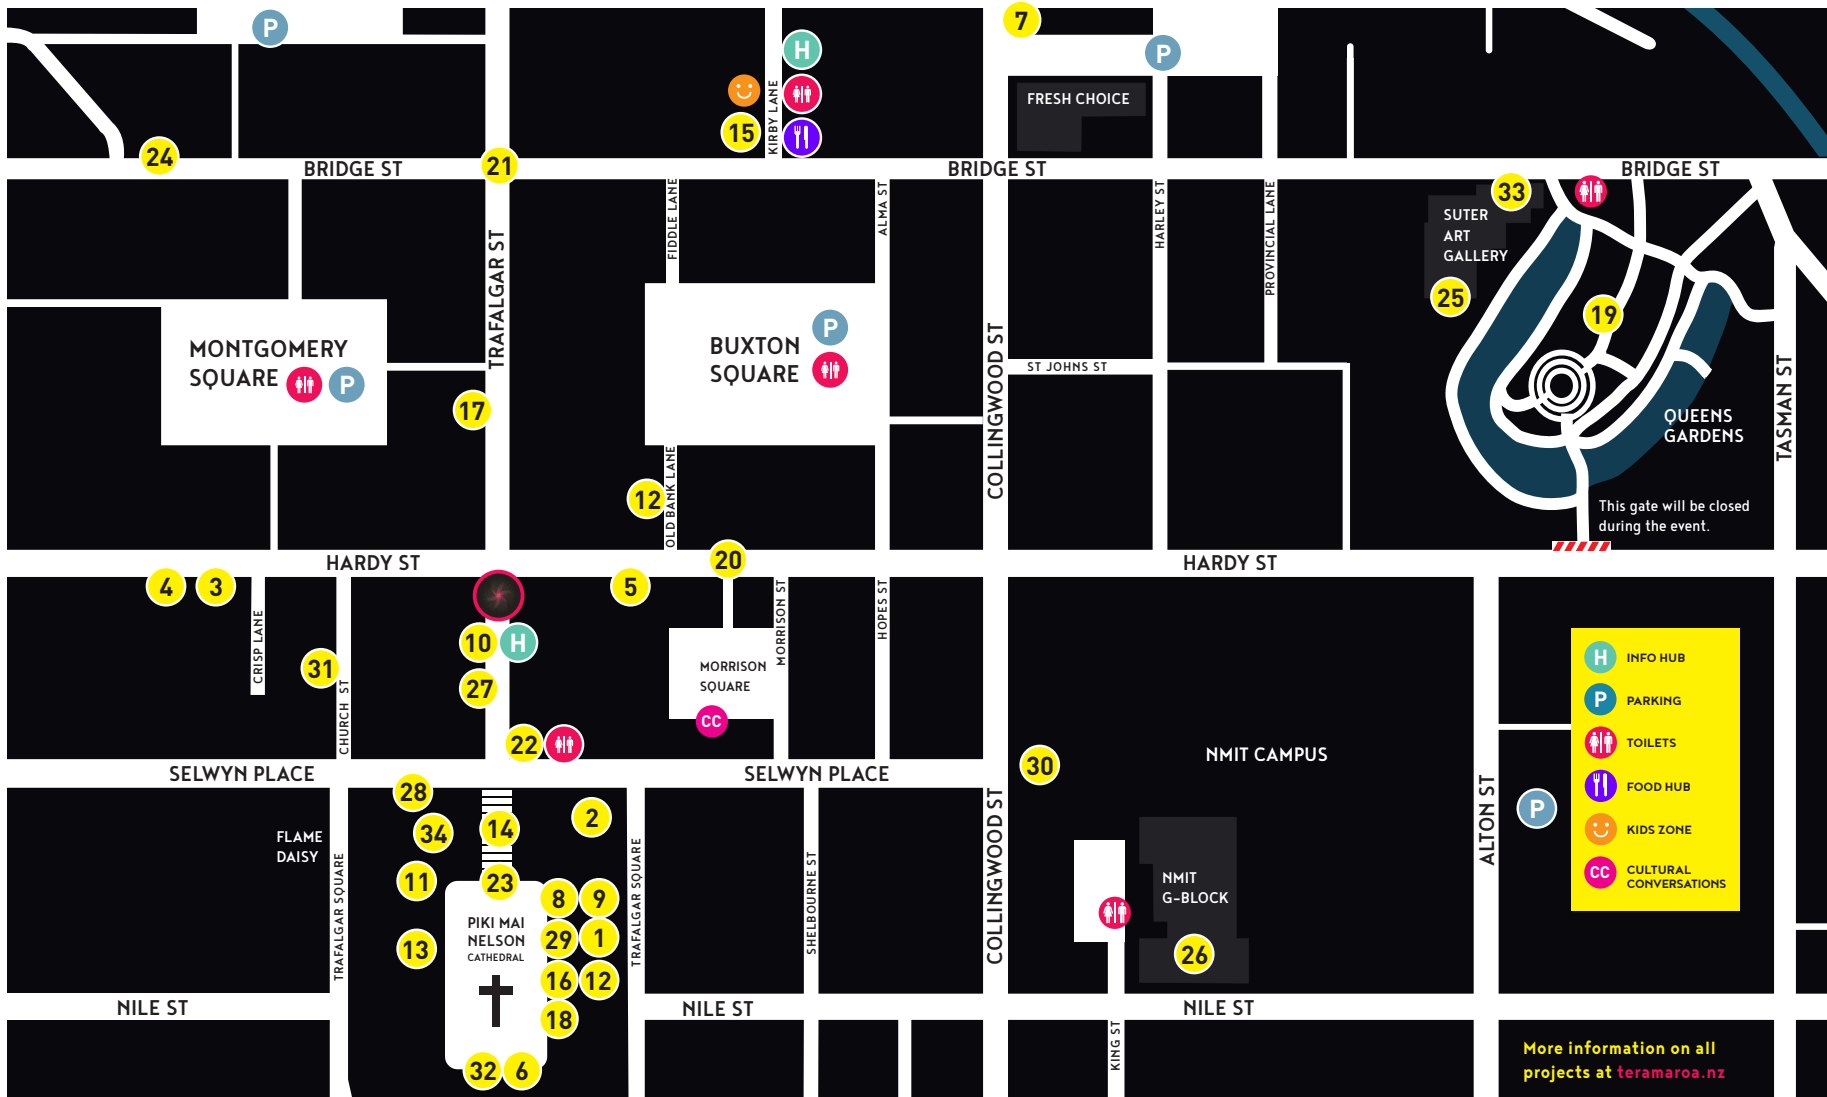 P
7
H
P
KIRBY LANE
15
FRESH CHOICE
24
BRIDGE ST
21
BRIDGE ST
BRIDGE ST
33
FIDDLE LANE
ALMA ST
HARLEY ST
PROVINCIAL LANE
SUTER
ART
GALLERY
25
19
TRAFALGAR ST
MONTGOMERY
SQUARE
P
BUXTON
SQUARE
P
COLLINGWOOD ST
ST JOHNS ST
TASMAN ST
QUEENS
GARDENS
17
12
OLD BANK LANE
This gate will be closed
during the event.
HARDY ST
20
HARDY ST
4
3
5
CRISP LANE
31
CHURCH ST
10
H
27
22
MORRISON ST
HOPES ST
MORRISON
SQUARE
CC
H
INFO HUB
P
PARKING
TOILETS
FOOD HUB
KIDS ZONE
CC
CULTURAL
CONVERSATIONS
SELWYN PLACE
SELWYN PLACE
30
NMIT CAMPUS
ALTON ST
P
28
34
14
2
FLAME
DAISY
TRAFALGAR SQUARE
11
23
8
9
PIKI MAI
NELSON
CATHEDRAL
29
1
13
16
12
18
32
6
TRAFALGAR SQUARE
SHELBOURNE ST
COLLINGWOOD ST
NMIT
G-BLOCK
26
NILE ST
NILE ST
NILE ST
KING ST
More information on all
projects at teramaroa.nz